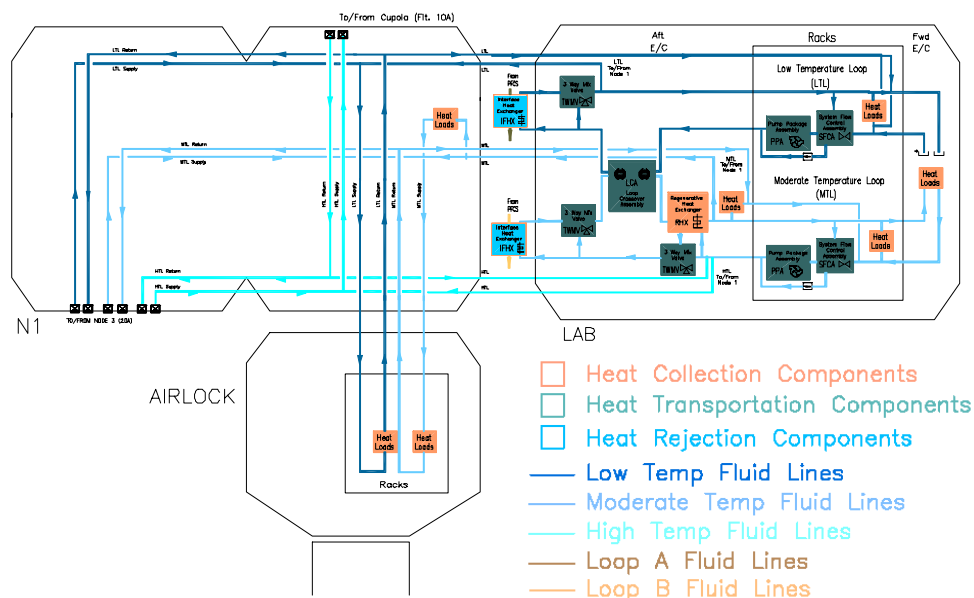 To/From Cupola (Flt. 10A)
Aft
E/C
Racks
Fwd
E/C
LTL Return
LTL
LTL Supply
LTL
LTL
To/From
Node 1
Low Temperature Loop
(LTL)
From
PFCS
3 Way Mix
Valve
TWMV
Interface
Heat
Exchanger
IFHX
Heat
Loads
Heat
Loads
Pump Package
Assembly
PPA
System Flow
Control
Assembly
SFCA
MTL Return
MTL
MTL Supply
MTL
MTL
To/From
Node 1
LCA
Loop
Crossover
Assembly
Moderate Temperature Loop
(MTL)
Heat
Loads
HTL Return
HTL Supply
LTL Supply
LTL Return
MTL Return
MTL Supply
From
PFCS
3 Way Mix
Valve
TWMV
Regenerative
Heat
Exchanger
RHX
Heat
Loads
Interface
Heat
Exchanger
IFHX
3 Way Mix
Valve
TWMV
Pump Package
Assembly
PPA
System Flow
Control
Assembly
SFCA
Heat
Loads
HTL Return
HTL
HTL Supply
HTL
HTL
To/From
Node 1
N1
TO/FROM NODE 3 (20A)
LAB
AIRLOCK
Heat
Loads
Heat
Loads
Racks
Heat Collection Components
Heat Transportation Components
Heat Rejection Components
Low Temp Fluid Lines
Moderate Temp Fluid Lines
High Temp Fluid Lines
Loop A Fluid Lines
Loop B Fluid Lines